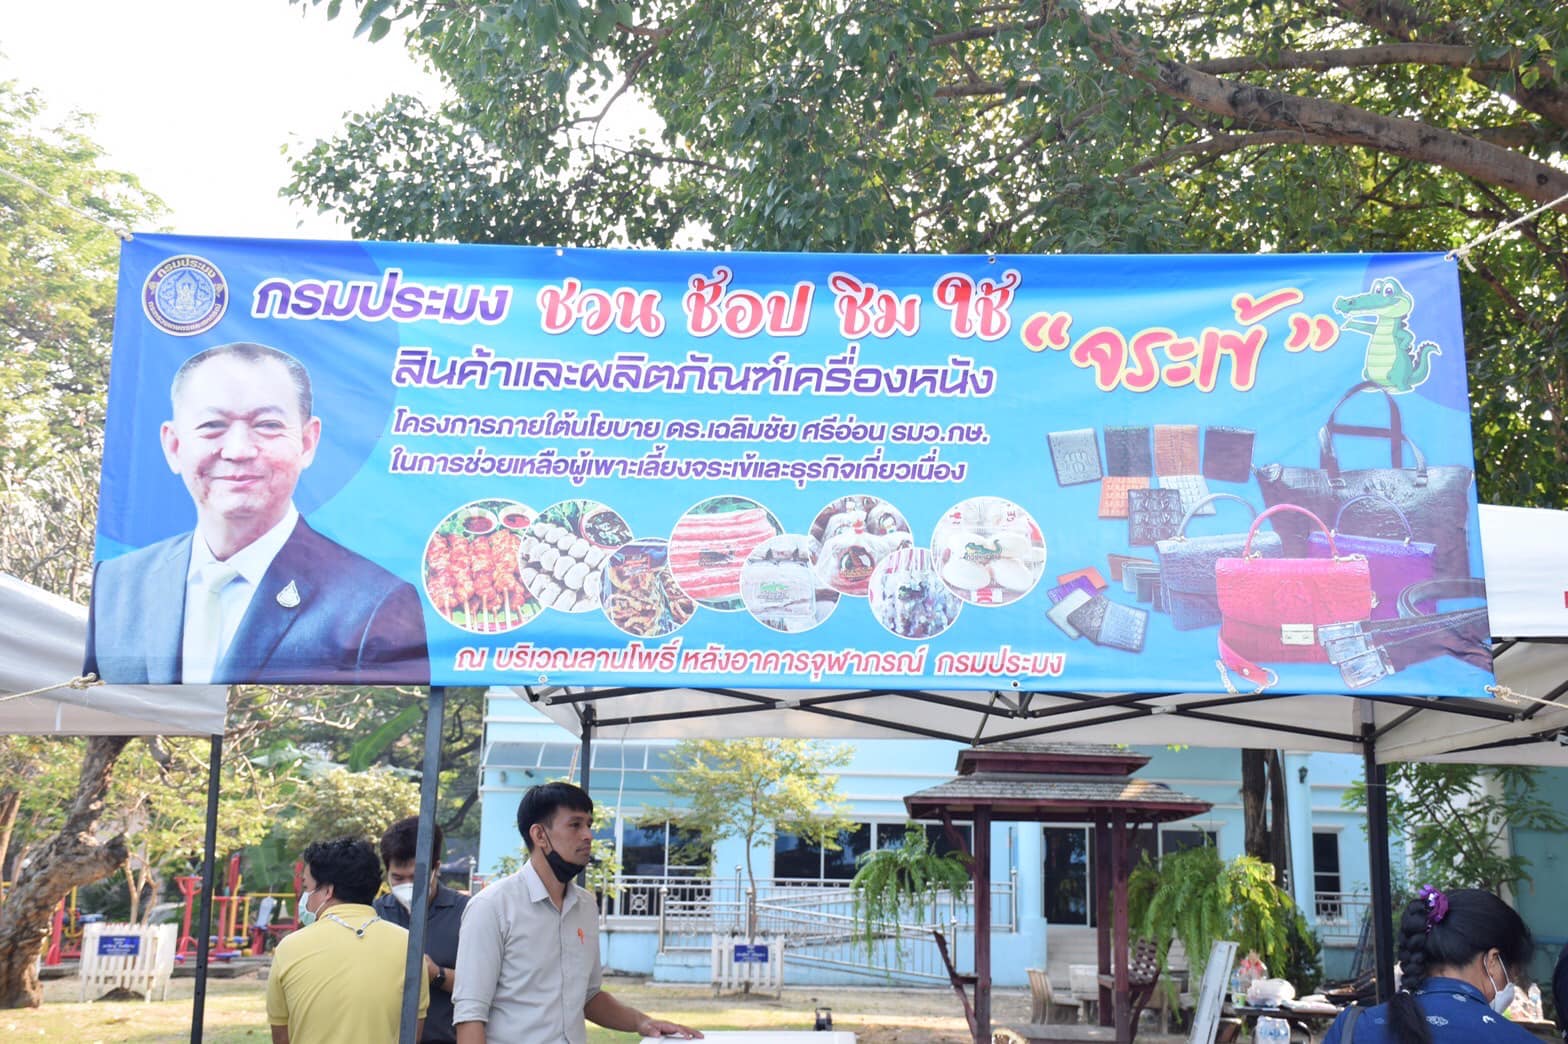 กรมประมง ชวน ช้อป ชิม ใช้ “จระเข้”
สินค้าและผลิตภัณฑ์เครื่องหนัง
โครงการภายใต้นโยบาย ดร.เฉลิมชัย ศรีอ่อน รมว.กษ.
ในการช่วยเหลือผู้เพาะเลี้ยงจระเข้และธุรกิจเกี่ยวเนื่อง
ณ บริเวณลานโพธิ์ หลังอาคารจุฬาภรณ์ กรมประมง